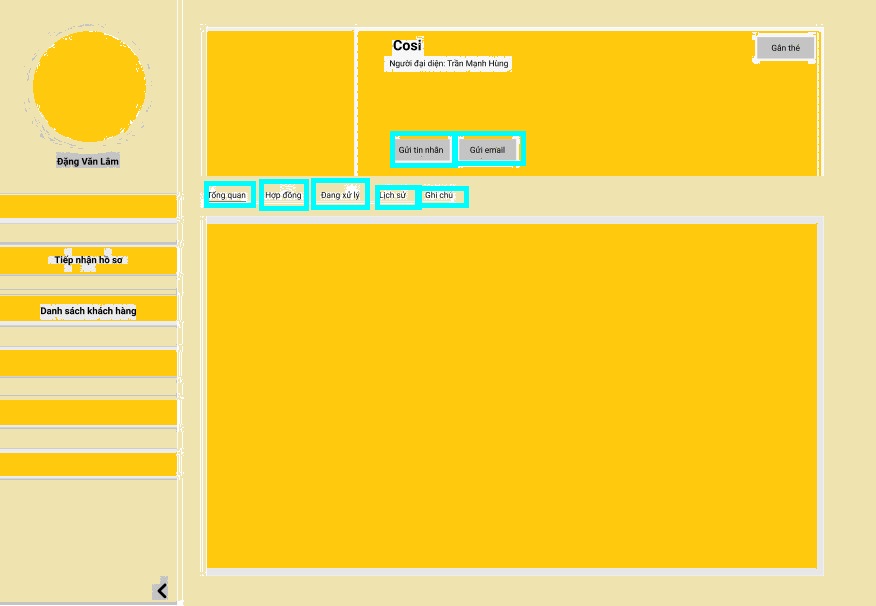 Đặng Văn Lâm
Tiếp nhận hồ sơ
Danh sách khách hàng
Cosi
Người đại diện: Trần Mạnh Hùng
Gắn thẻ
Gửi tin nhắn
Gửi email
Tổng quan
Hợp đồng
Đang xử lý
Lịch sử
Ghi chú